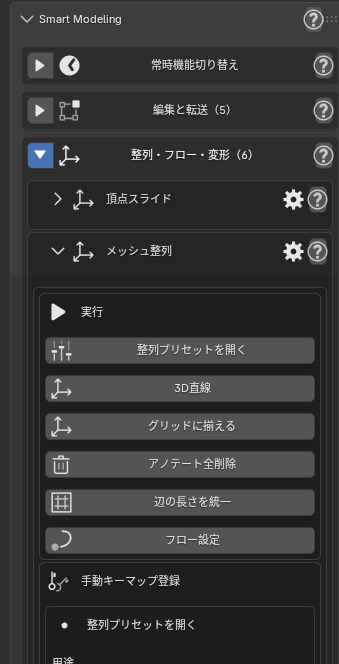 Smart Modeling
常時機能切り替え
編集と転送（5）
整列・フロー・変形（6）
頂点スライド
メッシュ整列
実行
整列プリセットを開く
3D直線
グリッドに揃える
アノテート全削除
辺の長さを統一
フロー設定
手動キーマップ登録
整列プリセットを開く
用途